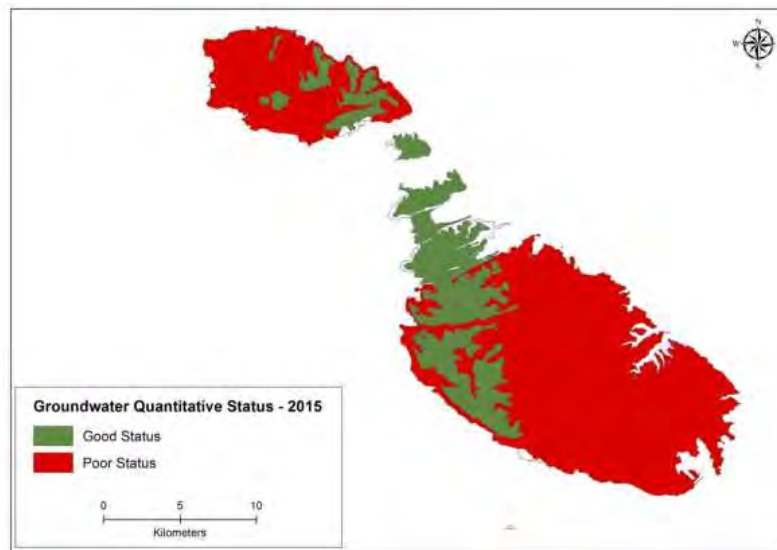 N
W
Groundwater Quantitative Status - 2015
Good Status
Poor Status
0 5 10
Kilometers